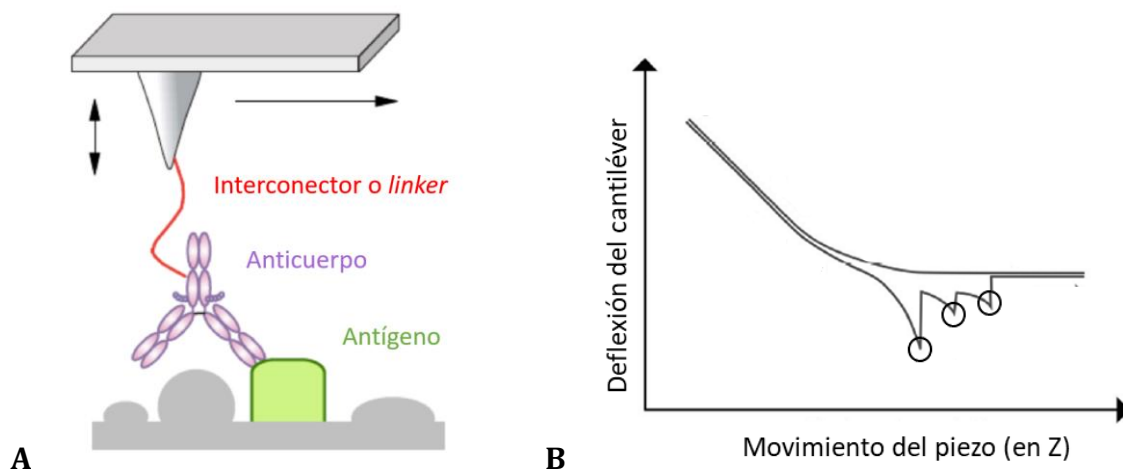 Interconector o linker
Anticuerpo
Antígeno
A
Deflexión del cantiléver
Movimiento del piezo (en Z)
B